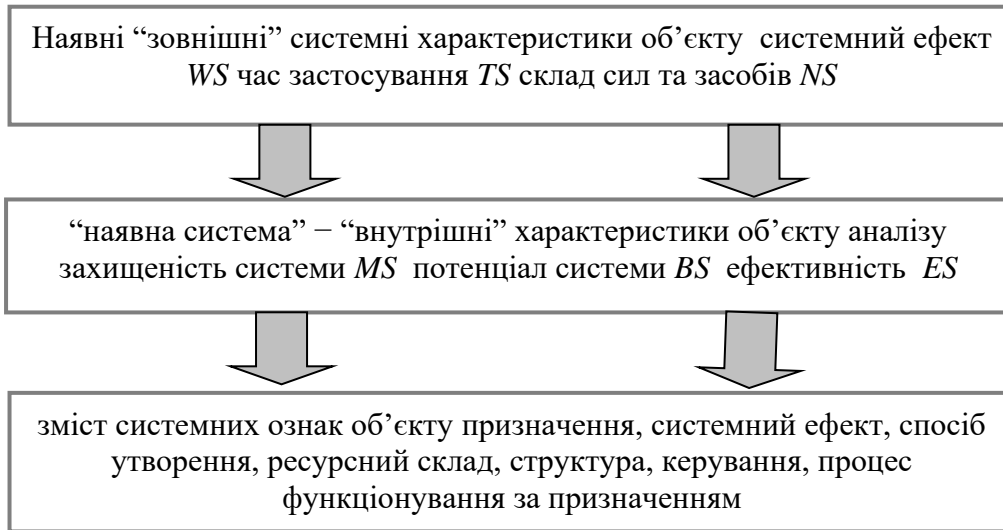 Наявні “зовнішні” системні характеристики об’єкту системний ефект
WS час застосування TS склад сил та засобів NS
“наявна система” − “внутрішні” характеристики об’єкту аналізу
захищеність системи MS потенціал системи BS ефективність ES
зміст системних ознак об’єкту призначення, системний ефект, спосіб
утворення, ресурсний склад, структура, керування, процес
функціонування за призначенням